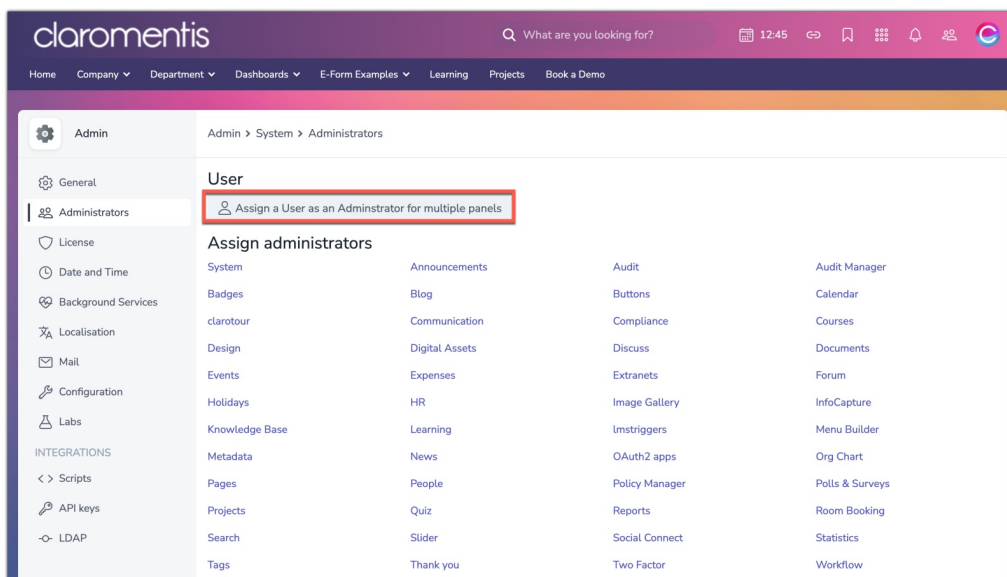 claromentis
What are you looking for?
12:45
Home Company Department Dashboards E-Form Examples Learning Projects Book a Demo
Admin
Admin > System > Administrators
General
Administrators
License
Date and Time
Background Services
Localisation
Mail
Configuration
Labs
INTEGRATIONS
Scripts
API keys
LDAP
User
Assign a User as an Adminstrator for multiple panels
Assign administrators
System Announcements Audit Audit Manager
Badges Blog Buttons Calendar
clarotour Communication Compliance Courses
Design Digital Assets Discuss Documents
Events Expenses Extranets Forum
Holidays HR Image Gallery InfoCapture
Knowledge Base Learning lmstriggers Menu Builder
Metadata News OAuth2 apps Org Chart
Pages People Policy Manager Polls & Surveys
Projects Quiz Reports Room Booking
Search Slider Social Connect Statistics
Tags Thank you Two Factor Workflow